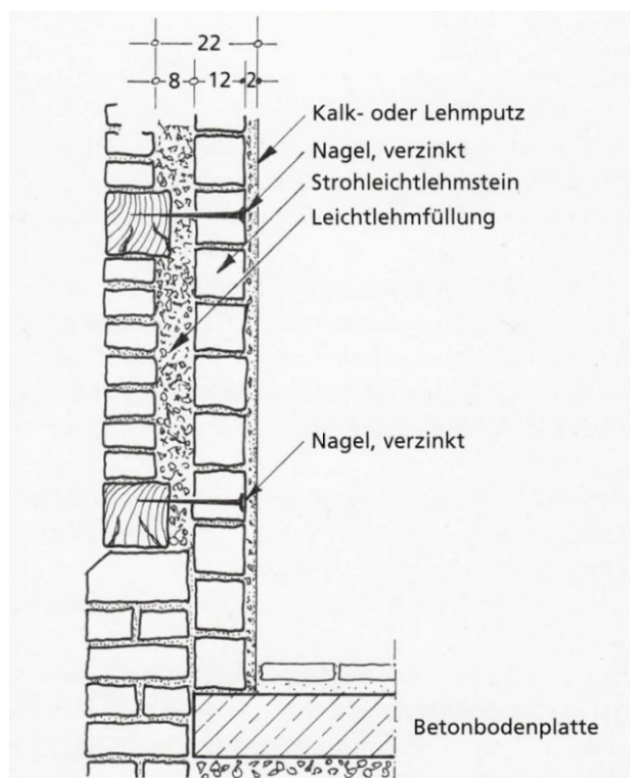 22
8 12 2
Kalk- oder Lehmputz
Nagel, verzinkt
Strohleichtlehmstein
Leichtlehmfüllung
Nagel, verzinkt
Betonbodenplatte